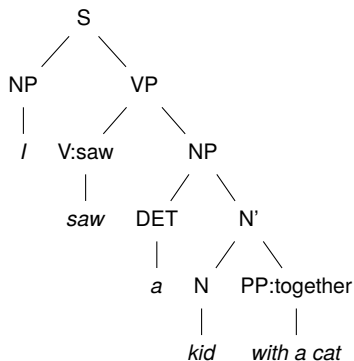 S
NP VP
I V:saw NP
saw DET N’
a N PP:together
kid with a cat